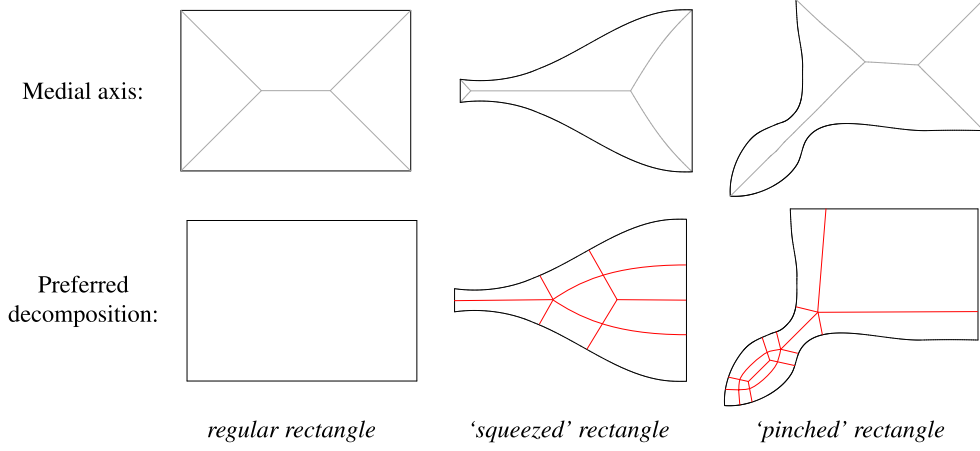 Medial axis:
Preferred
decomposition:
regular rectangle
‘squeezed’ rectangle
‘pinched’ rectangle